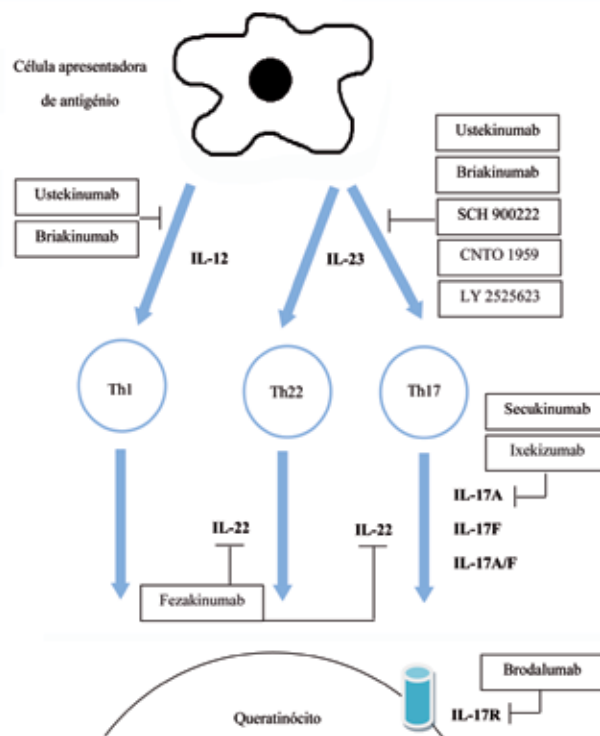 Célula apresentadora
de antigénio
Ustekinumab
Briakinumab
SCH 900222
CNTO 1959
LY 2525623
Ustekinumab
Briakinumab
IL-12
IL-23
Th1
Th22
Th17
Secukinumab
Ixekizumab
IL-17A
IL-17F
IL-17A/F
IL-22
IL-22
Fezakinumab
Brodalumab
IL-17R
Queratinócito